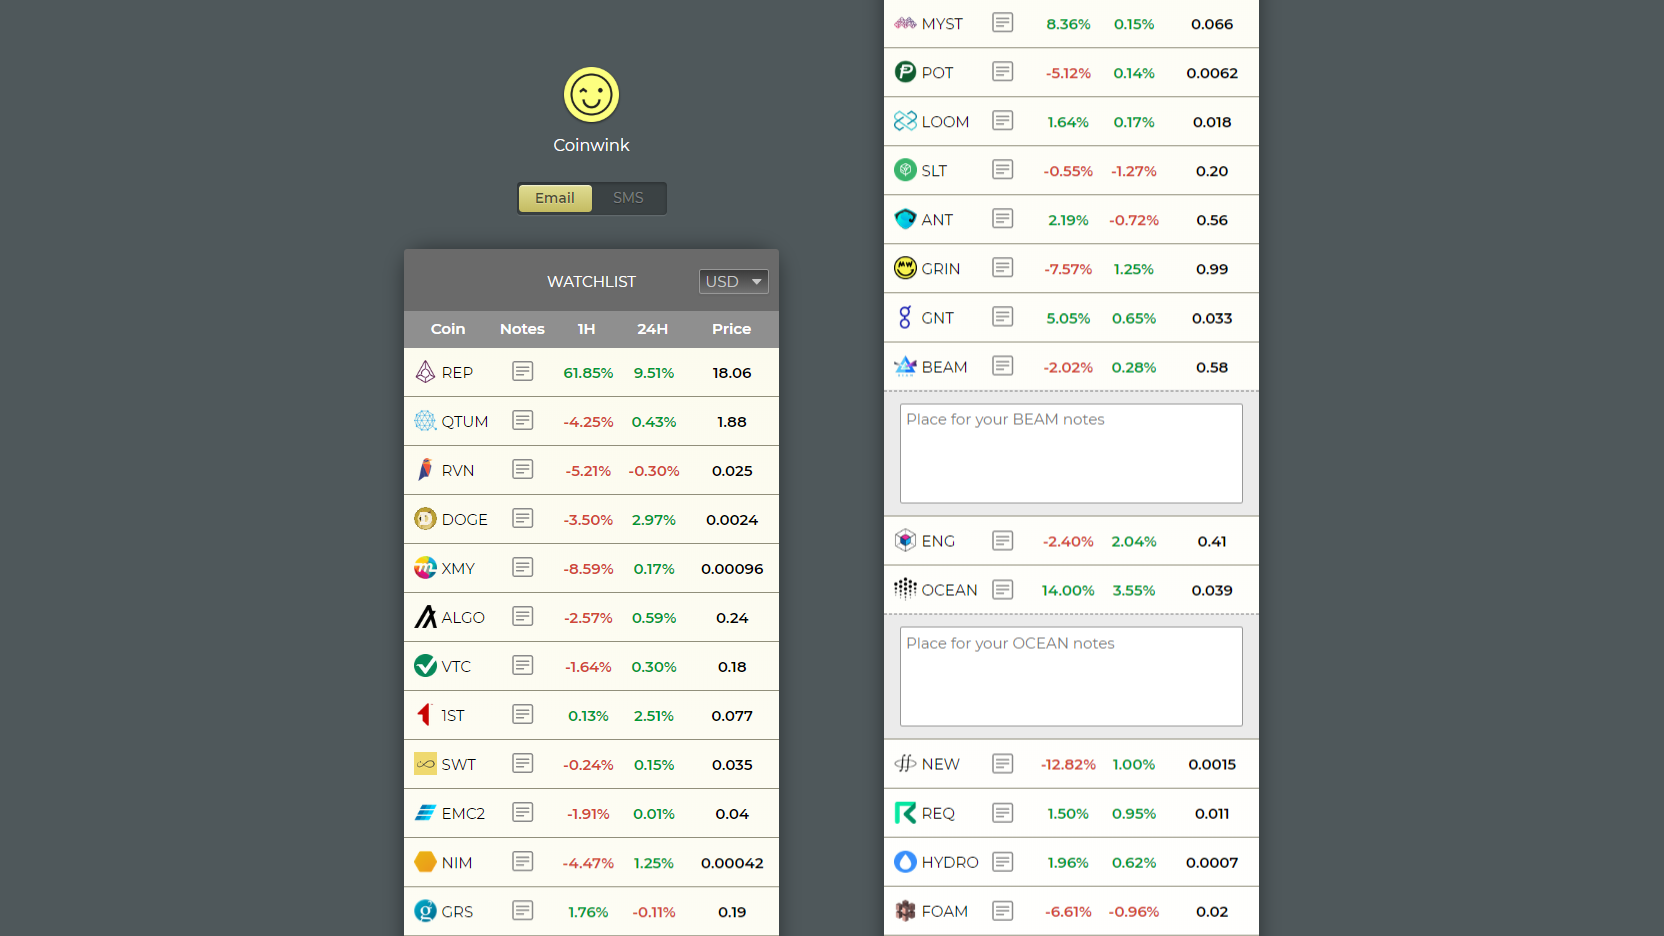 Coinwink
Email SMS
WATCHLIST USD
Coin Notes 1H 24H Price
REP 61.85% 9.51% 18.06
QTUM -4.25% 0.43% 1.88
RVN -5.21% -0.30% 0.025
DOGE -3.50% 2.97% 0.0024
XMY -8.59% 0.17% 0.00096
ALGO -2.57% 0.59% 0.24
VTC -1.64% 0.30% 0.18
1ST 0.13% 2.51% 0.077
SWT -0.24% 0.15% 0.035
EMC2 -1.91% 0.01% 0.04
NIM -4.47% 1.25% 0.00042
GRS 1.76% -0.11% 0.19
MYST 8.36% 0.15% 0.066
POT -5.12% 0.14% 0.0062
LOOM 1.64% 0.17% 0.018
SLT -0.55% -1.27% 0.20
ANT 2.19% -0.72% 0.56
GRIN -7.57% 1.25% 0.99
GNT 5.05% 0.65% 0.033
BEAM -2.02% 0.28% 0.58
Place for your BEAM notes
ENG -2.40% 2.04% 0.41
OCEAN 14.00% 3.55% 0.039
Place for your OCEAN notes
NEW -12.82% 1.00% 0.0015
REQ 1.50% 0.95% 0.011
HYDRO 1.96% 0.62% 0.0007
FOAM -6.61% -0.96% 0.02